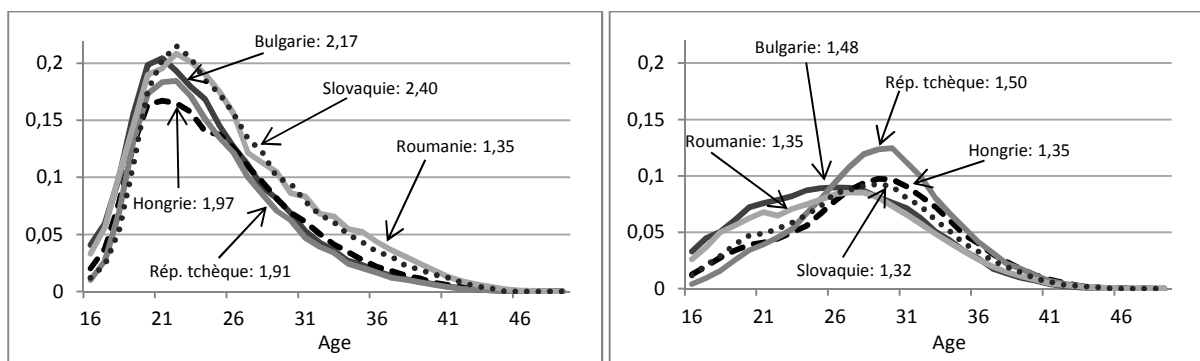 0,2
0,15
0,1
0,05
0
16 21 26 31 36 41 46
Age
Bulgarie: 2,17
Slovaquie: 2,40
Roumanie: 1,35
Hongrie: 1,97
Rép. tchèque: 1,91
0,2
0,15
0,1
0,05
0
16 21 26 31 36 41 46
Age
Bulgarie: 1,48
Rép. tchèque: 1,50
Roumanie: 1,35
Hongrie: 1,35
Slovaquie: 1,32